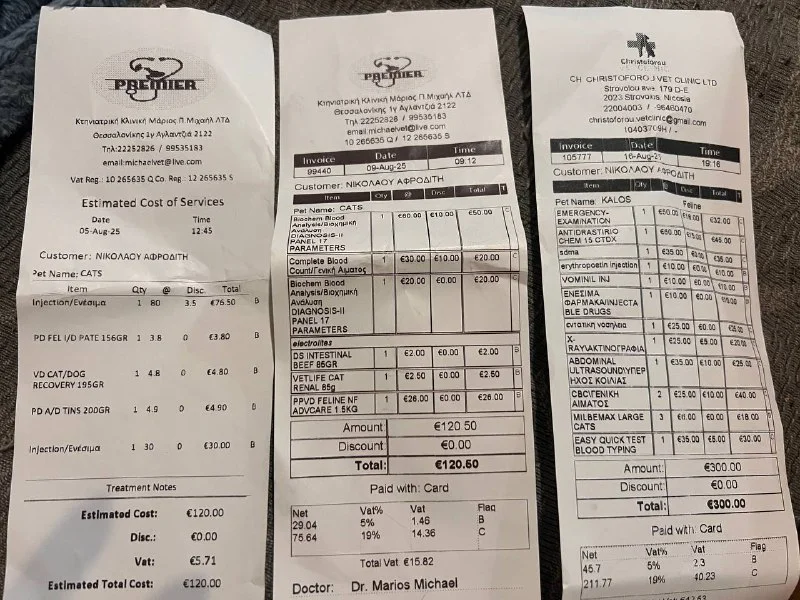 PREMIER
Κτηνιατρική Κλινική Μάριος Π.Μιχαήλ ΛΤΔ
Θεσσαλονίκης 1γ Αγλαντζιά 2122
Τηλ:22252826 / 99535183
email:michaelvet@live.com
Vat Reg.: 10 265635 Q Co. Reg.: 12 265635 S
Estimated Cost of Services
Date Time
05-Aug-25 12:45
Customer: ΝΙΚΟΛΑΟΥ ΑΦΡΟΔΙΤΗ
Pet Name: CATS
Item Qty @ Disc. Total
Injection/Ενέσιμα 1 80 3.5 €76.50 B
PD FEL I/D PATE 156GR 1 3.8 0 €3.80 B
VD CAT/DOG 1 4.8 0 €4.80 B
RECOVERY 195GR
PD A/D TINS 200GR 1 4.9 0 €4.90 B
Injection/Ενέσιμα 1 30 0 €30.00 B
Treatment Notes
Estimated Cost: €120.00
Disc.: €0.00
Vat: €5.71
Estimated Total Cost: €120.00
PREMIER
Κτηνιατρική Κλινική Μάριος Π.Μιχαήλ ΛΤΔ
Θεσσαλονίκης 1γ Αγλαντζιά 2122
Τηλ 22252826 / 99535183
email:michaelvet@live.com
10 265635 Q / 12 265635 S
Invoice Date Time
99440 09-Aug-25 09:12
Customer: ΝΙΚΟΛΑΟΥ ΑΦΡΟΔΙΤΗ
Item Qty @ Disc. Total T
Pet Name: CATS
Biochem Blood 1 €60.00 €10.00 €50.00 C
Analysis/Βιοχημική
Ανάλυση
DIAGNOSIS-II
PANEL 17
PARAMETERS
Complete Blood 1 €30.00 €10.00 €20.00 C
Count/Γενική Αίματος
Biochem Blood 1 €20.00 €0.00 €20.00 C
Analysis/Βιοχημική
Ανάλυση
DIAGNOSIS-II
PANEL 17
PARAMETERS
electrolites
DS INTESTINAL 1 €2.00 €0.00 €2.00 B
BEEF 85GR
VETLIFE CAT 1 €2.50 €0.00 €2.50 B
RENAL 85g
PPVD FELINE NF 1 €26.00 €0.00 €26.00 B
ADVCARE 1.5KG
Amount: €120.50
Discount: €0.00
Total: €120.50
Paid with: Card
Net Vat% Vat Flag
29.04 5% 1.46 B
75.64 19% 14.36 C
Total Vat €15.82
Doctor: Dr. Marios Michael
Christoforou
VET CLINIC
CH CHRISTOFOROU VET CLINIC LTD
Strovolou ave. 179 D-E
2023 Strovolos, Nicosia
22004003 / -96460470
christoforou.vetclinic@gmail.com
10403709H / -
Invoice Date Time
105777 16-Aug-25 19:16
Customer: ΝΙΚΟΛΑΟΥ ΑΦΡΟΔΙΤΗ
Item Qty @ Disc. Total
Pet Name: KALOS Feline
EMERGENCY- 1 €32.00
EXAMINATION
ANTIDRASTIRIO 1 €60.00 €15.00 €45.00
CHEM 15 CTDX
sdma 1 €35.00 €0.00 €35.00
erythropoetin injection 1 €10.00 €0.00 €10.00
VOMINIL INJ 1 €10.00 €0.00 €10.00
ΕΝΕΣΙΜΑ 1 €10.00 €0.00 €10.00
ΦΑΡΜΑΚΑ/INJECTA
BLE DRUGS
εντατική νοσηλεια 1 €25.00 €0.00 €25.00
X- 1 €25.00 €5.00 €20.00
RAY/ΑΚΤΙΝΟΓΡΑΦΙΑ
ABDOMINAL 1 €35.00 €10.00 €25.00
ULTRASOUND/ΥΠΕΡ
ΗΧΟΣ ΚΟΙΛΙΑΣ
CBC/ΓΕΝΙΚΗ 2 €25.00 €10.00 €40.00
ΑΙΜΑΤΟΣ
MILBEMAX LARGE 3 €6.00 €0.00 €18.00
CATS
EASY QUICK TEST 1 €35.00 €5.00 €30.00
BLOOD TYPING
Amount: €300.00
Discount: €0.00
Total: €300.00
Paid with: Card
Net Vat% Vat Flag
45.7 5% 2.3 B
211.77 19% 40.23 C